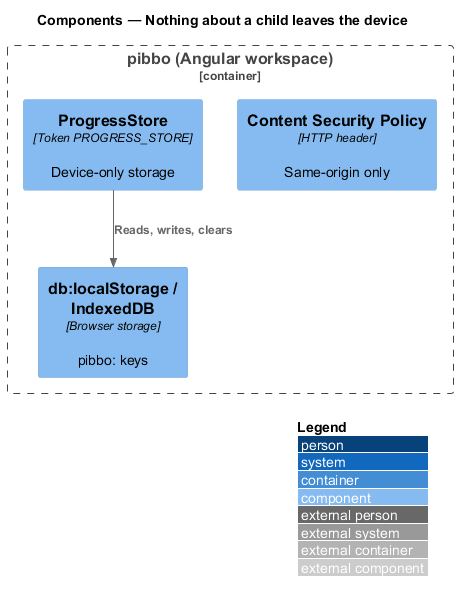 Components — Nothing about a child leaves the device
pibbo (Angular workspace)
[container]
ProgressStore
[Token PROGRESS_STORE]
Device-only storage
Content Security Policy
[HTTP header]
Same-origin only
Reads, writes, clears
db:localStorage /
IndexedDB
[Browser storage]
pibbo: keys
Legend
person
system
container
component
external person
external system
external container
external component